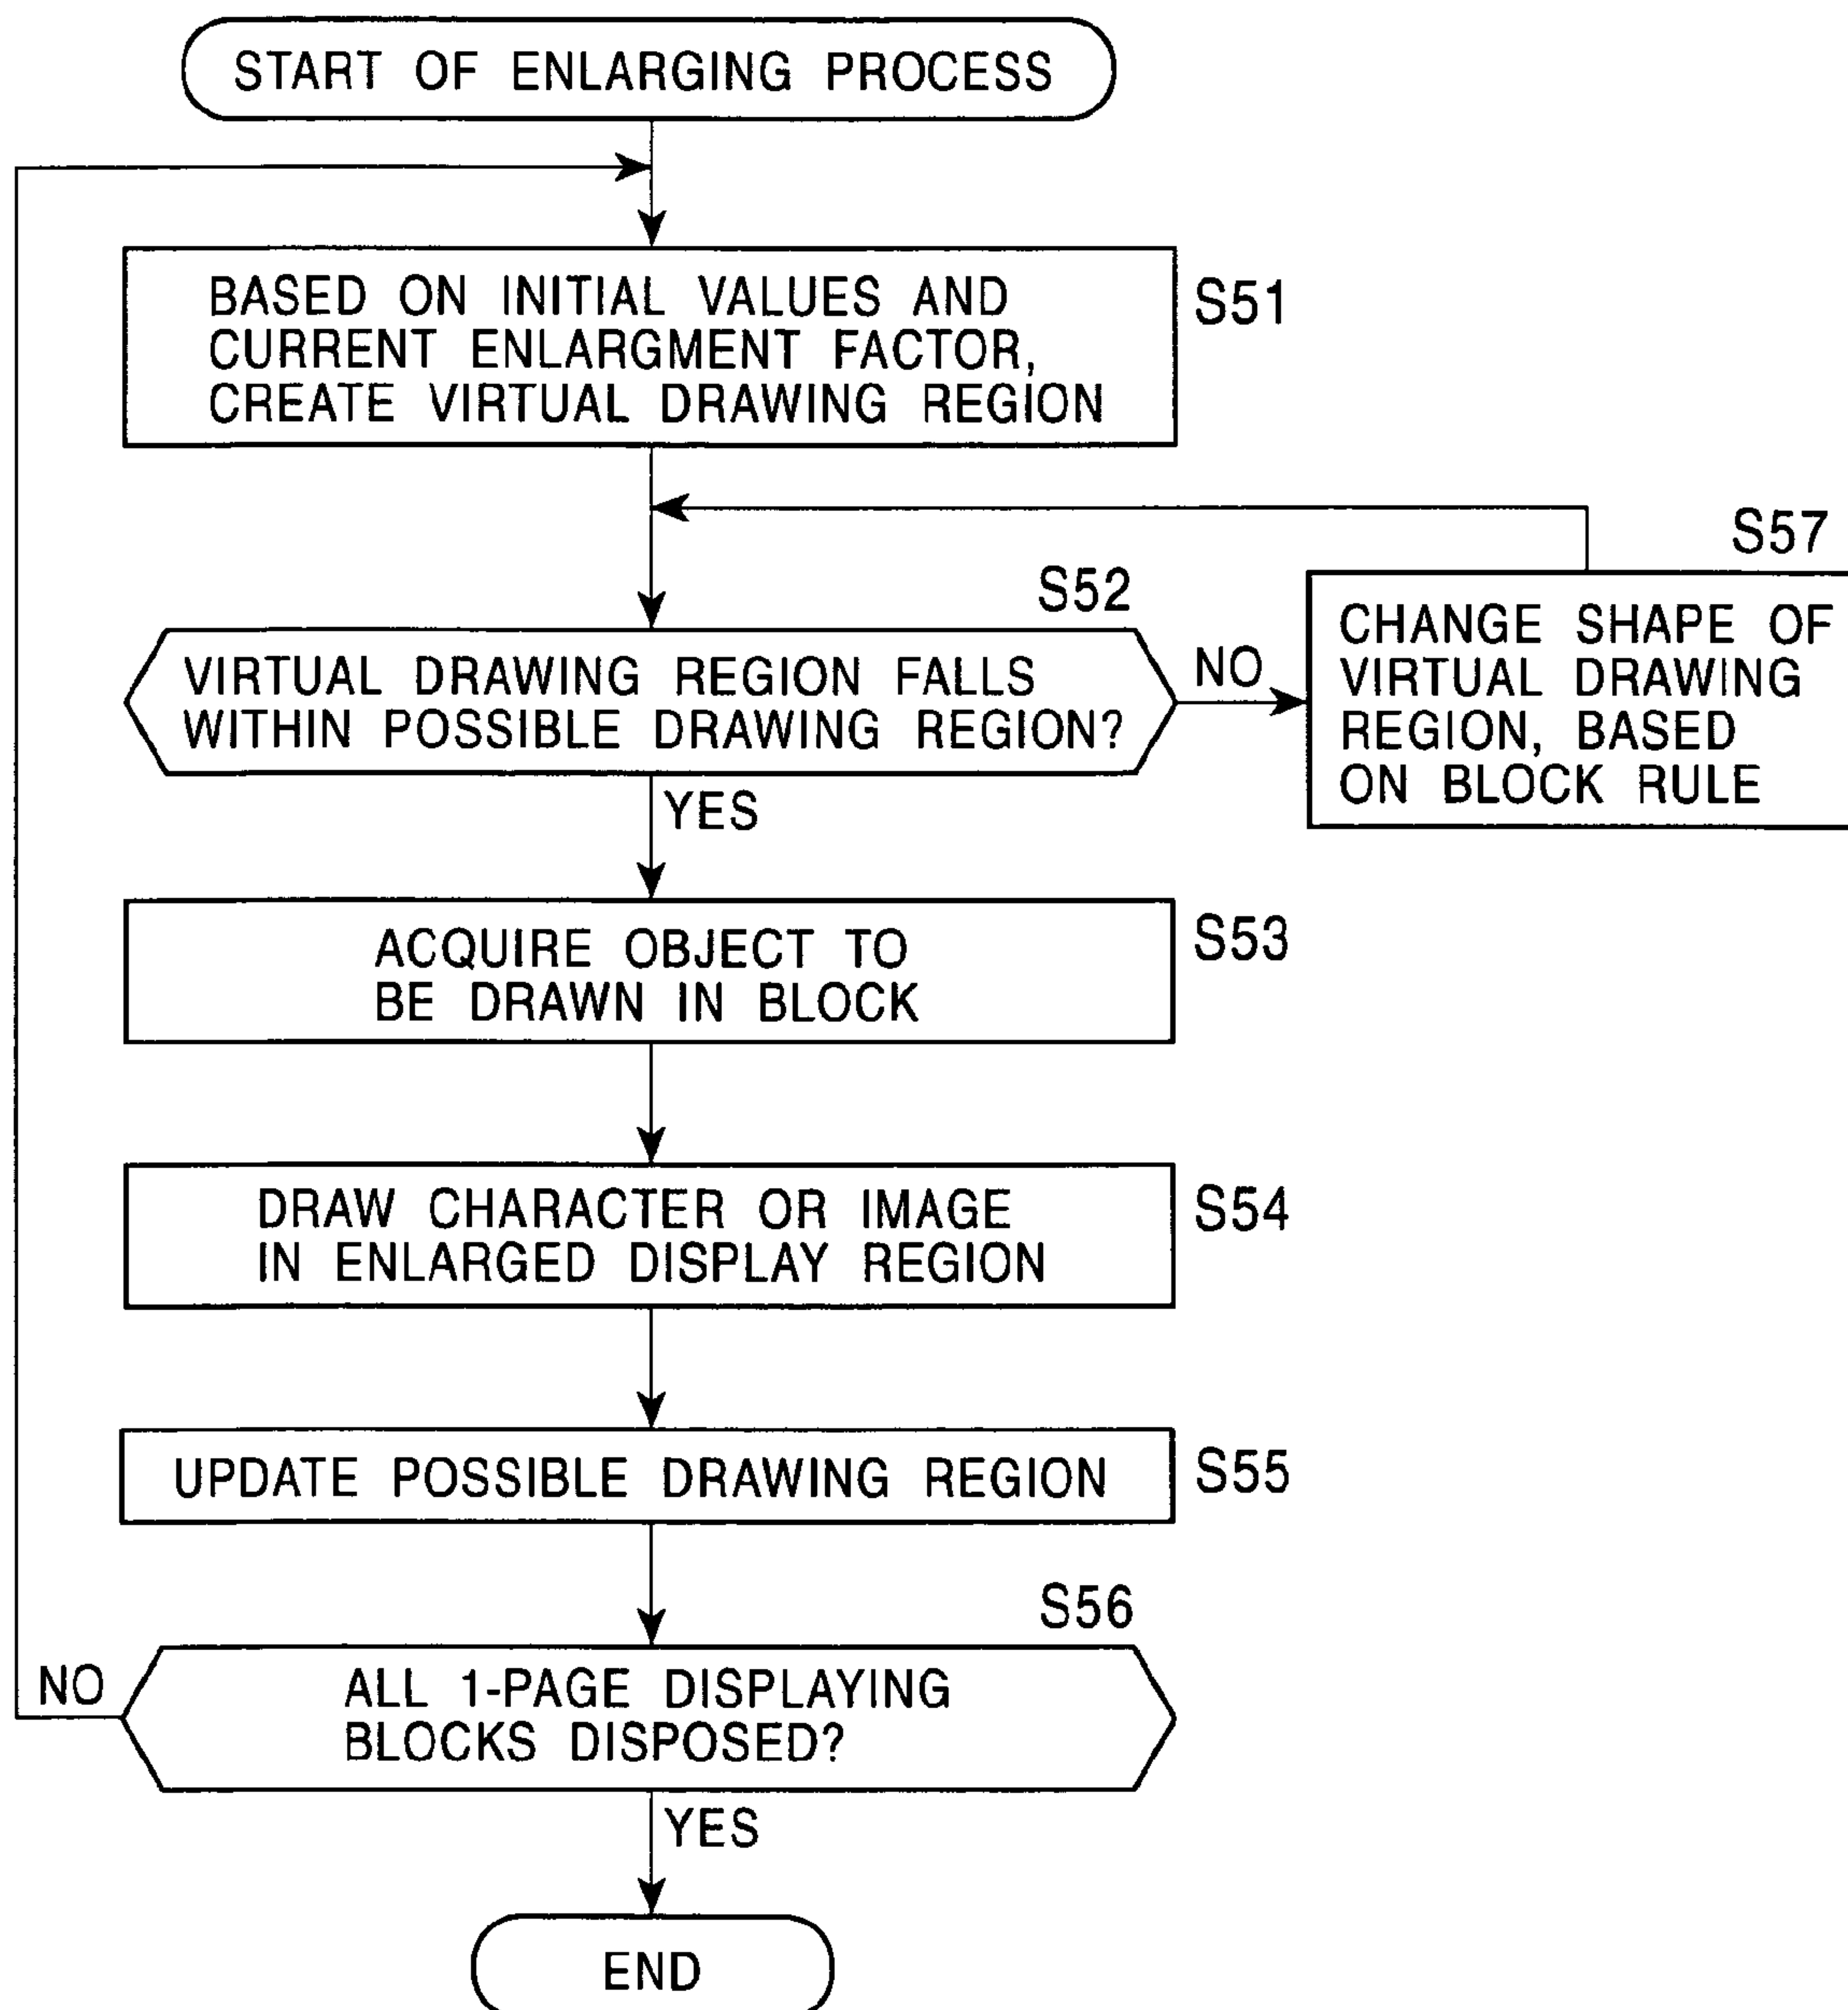 START OF ENLARGING PROCESS
BASED ON INITIAL VALUES AND
CURRENT ENLARGMENT FACTOR,
CREATE VIRTUAL DRAWING REGION
S51
S57
S52
VIRTUAL DRAWING REGION FALLS
WITHIN POSSIBLE DRAWING REGION?
NO
CHANGE SHAPE OF
VIRTUAL DRAWING
REGION, BASED
ON BLOCK RULE
YES
ACQUIRE OBJECT TO
BE DRAWN IN BLOCK
S53
DRAW CHARACTER OR IMAGE
IN ENLARGED DISPLAY REGION
S54
UPDATE POSSIBLE DRAWING REGION
S55
S56
NO
ALL 1-PAGE DISPLAYING
BLOCKS DISPOSED?
YES
END